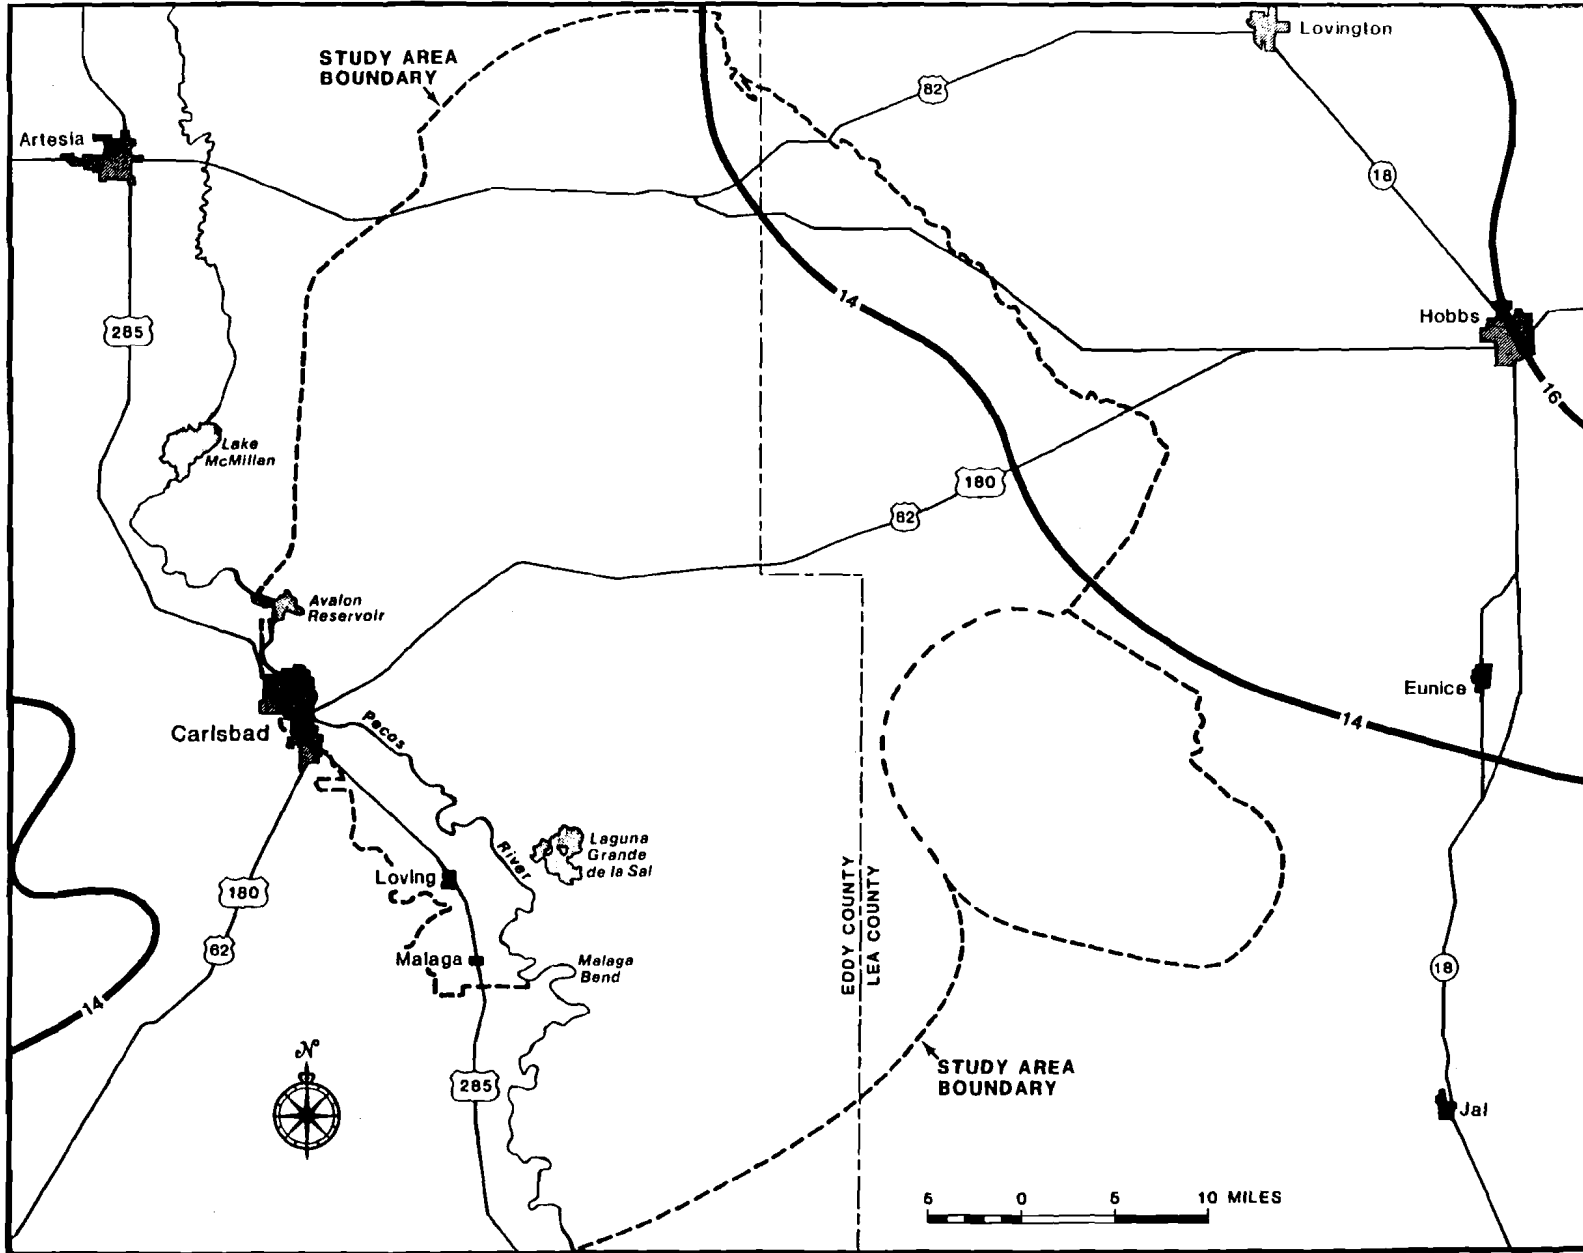 Lovington
STUDY AREA
BOUNDARY
82
Artesia
18
14
Hobbs
285
16
Lake
McMillan
180
62
Avalon
Reservoir
Eunice
14
Carlsbad
Pecos
River
Laguna
Grande
de la Sal
Loving
EDDY COUNTY
LEA COUNTY
180
62
Malaga
Malaga
Bend
18
14
N
285
STUDY AREA
BOUNDARY
Jal
5 0 5 10 MILES